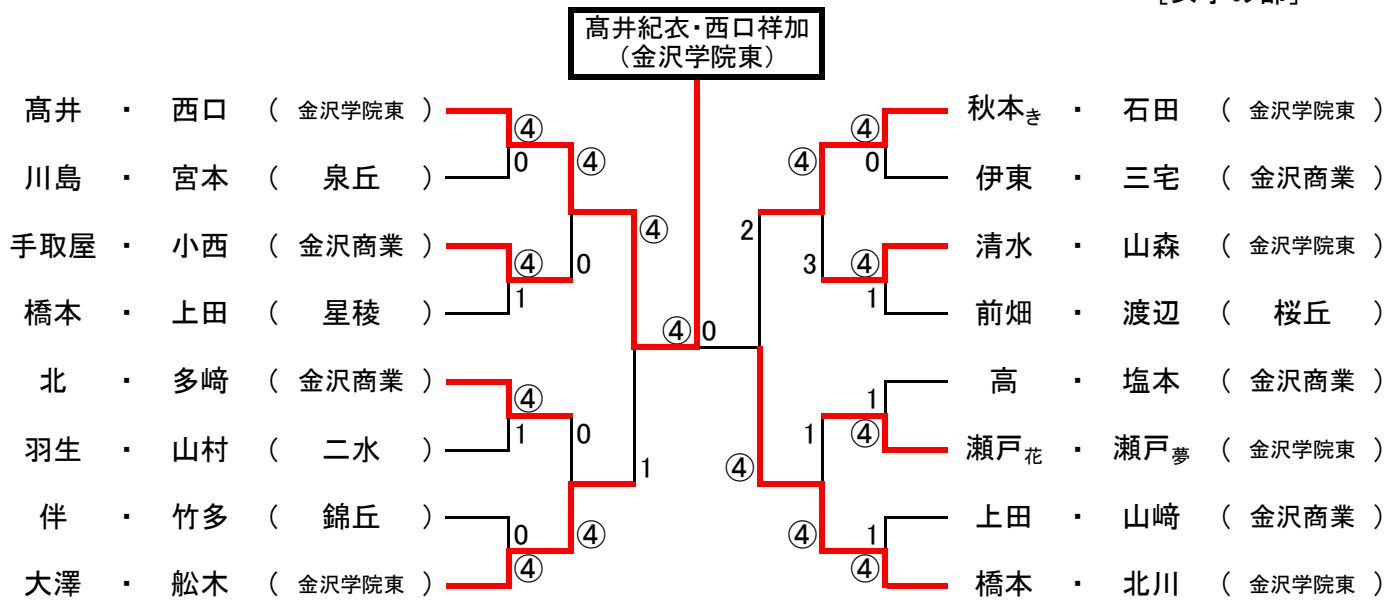 髙井紀衣・西口祥加
（金沢学院東）
髙井 ・ 西口 （ 金沢学院東 ）
④
0
川島 ・ 宮本 （ 泉丘 ）
④
手取屋 ・ 小西 （ 金沢商業 ）
④
1
0
橋本 ・ 上田 （ 星稜 ）
④
北 ・ 多﨑 （ 金沢商業 ）
④
1
0
羽生 ・ 山村 （ 二水 ）
1
伴 ・ 竹多 （ 錦丘 ）
0
④
④
大澤 ・ 舩木 （ 金沢学院東 ）
④ 0
秋本き ・ 石田 （ 金沢学院東 ）
④
0
④
伊東 ・ 三宅 （ 金沢商業 ）
2
清水 ・ 山森 （ 金沢学院東 ）
3
④
1
前畑 ・ 渡辺 （ 桜丘 ）
高 ・ 塩本 （ 金沢商業 ）
1
④
1
瀬戸花 ・ 瀬戸夢 （ 金沢学院東 ）
④
上田 ・ 山﨑 （ 金沢商業 ）
1
④
④
橋本 ・ 北川 （ 金沢学院東 ）